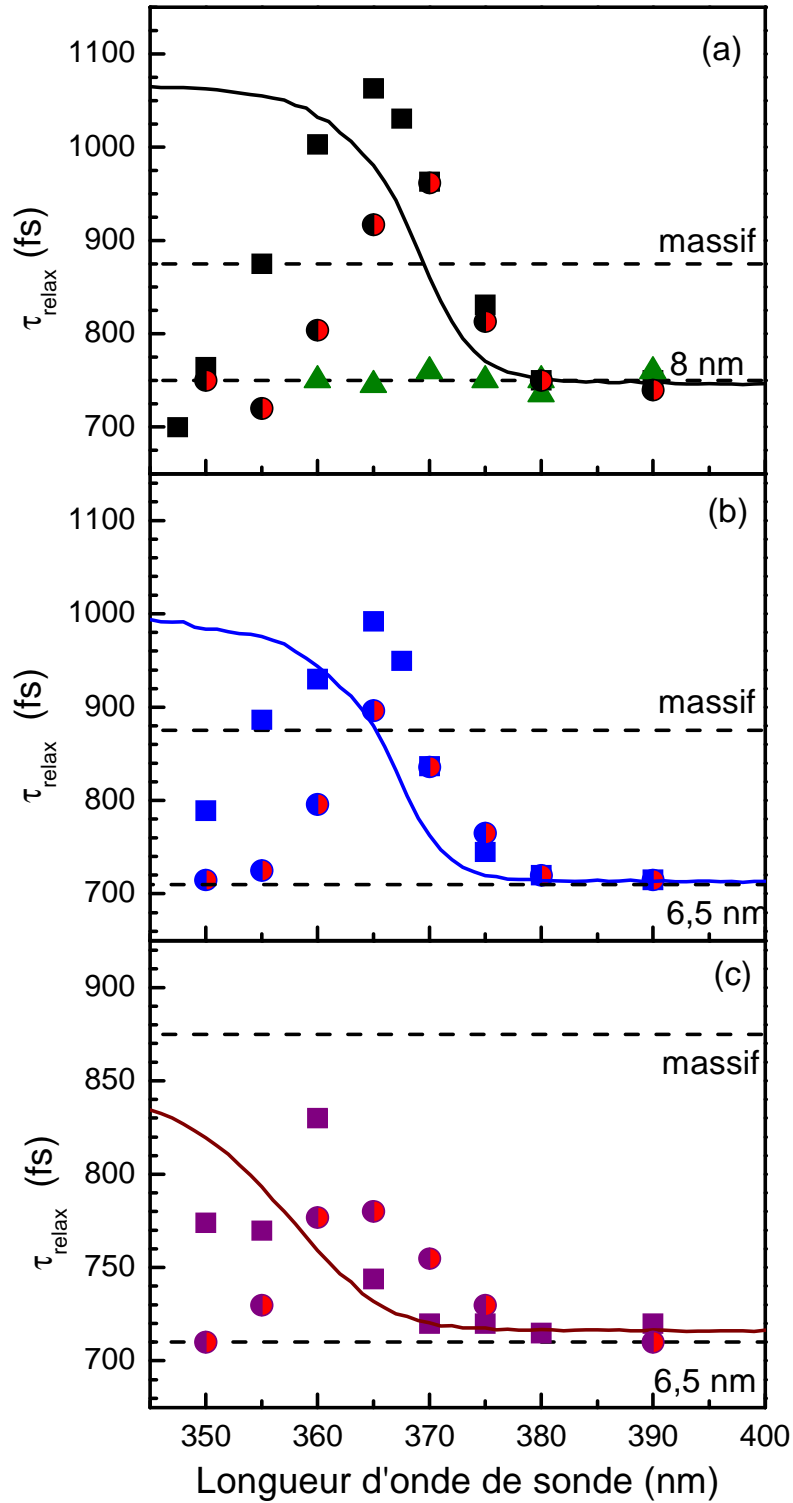 (a)
1100
1000
900
800
700
τrelax (fs)
massif
8 nm
(b)
1100
1000
900
800
700
τrelax (fs)
massif
6,5 nm
(c)
900
850
800
750
700
τrelax (fs)
massif
6,5 nm
350 360 370 380 390 400
Longueur d'onde de sonde (nm)